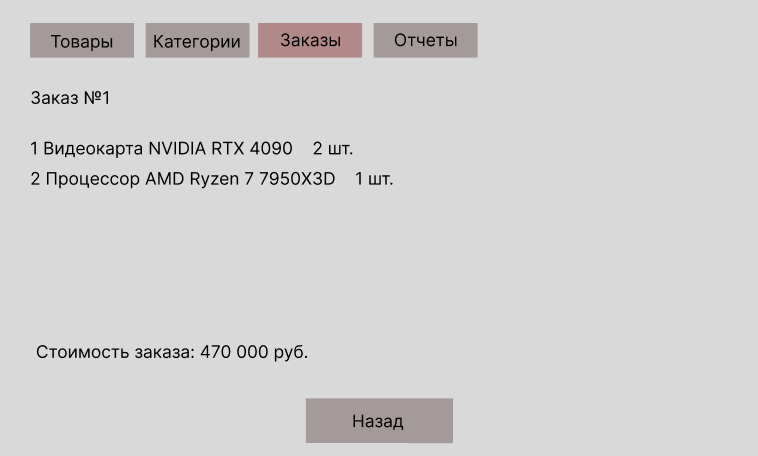 Товары Категории Заказы Отчеты
Заказ №1
1 Видеокарта NVIDIA RTX 4090 2 шт.
2 Процессор AMD Ryzen 7 7950X3D 1 шт.
Стоимость заказа: 470 000 руб.
Назад